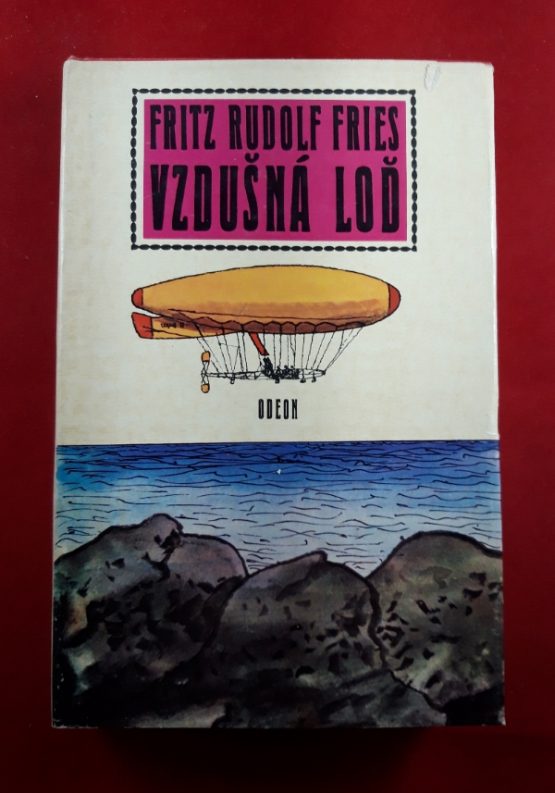 FRITZ RUDOLF FRIES
VZDUŠNÁ LOĎ
ODEON